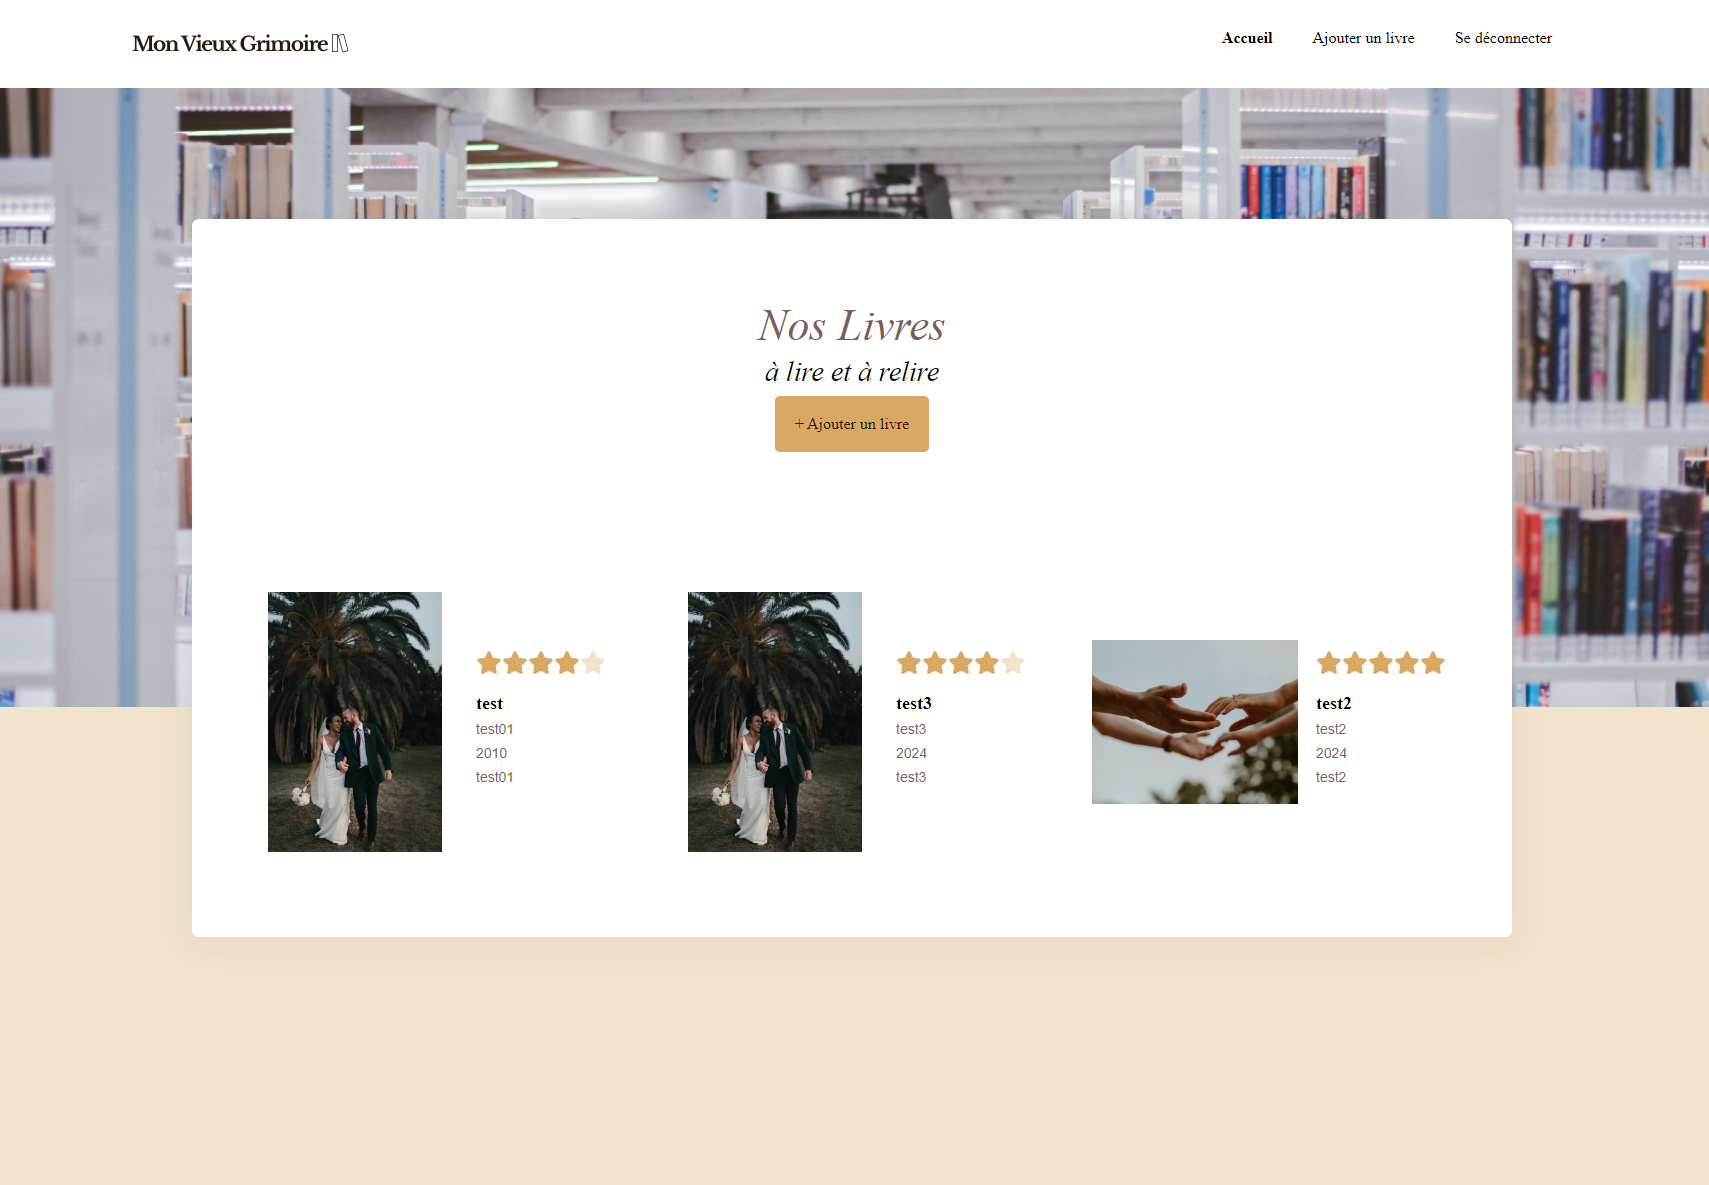 Mon Vieux Grimoire
Accueil
Ajouter un livre
Se déconnecter
Nos Livres
à lire et à relire
+ Ajouter un livre
test
test01
2010
test01
test3
test3
2024
test3
test2
test2
2024
test2